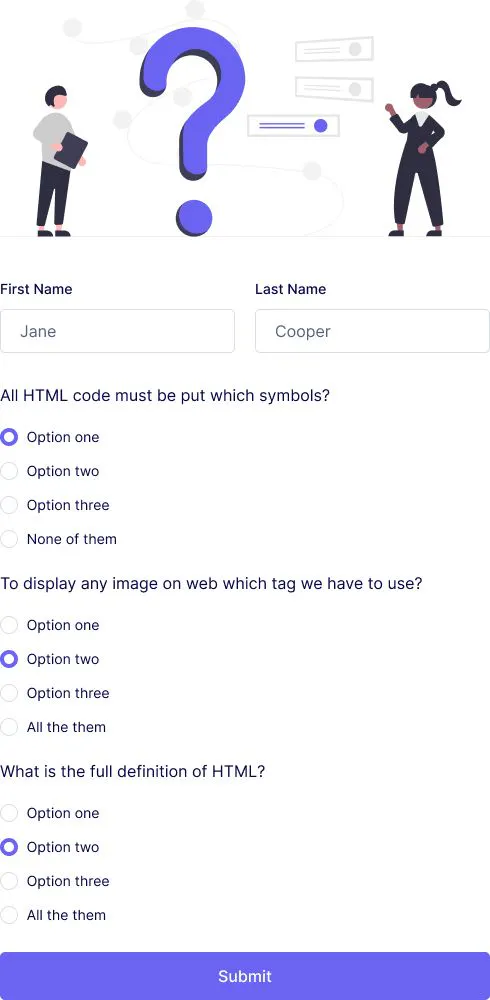 First Name
Last Name
Jane
Cooper
All HTML code must be put which symbols?
Option one
Option two
Option three
None of them
To display any image on web which tag we have to use?
Option one
Option two
Option three
All the them
What is the full definition of HTML?
Option one
Option two
Option three
All the them
Submit